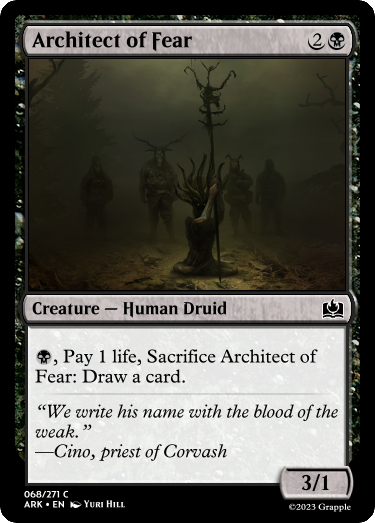 Architect of Fear 2
Creature — Human Druid
, Pay 1 life, Sacrifice Architect of
Fear: Draw a card.
“We write his name with the blood of the
weak.”
—Gino, priest of Corvash
3/1
068/271 C
ARK • EN Yuri Hill
©2023 Grapple